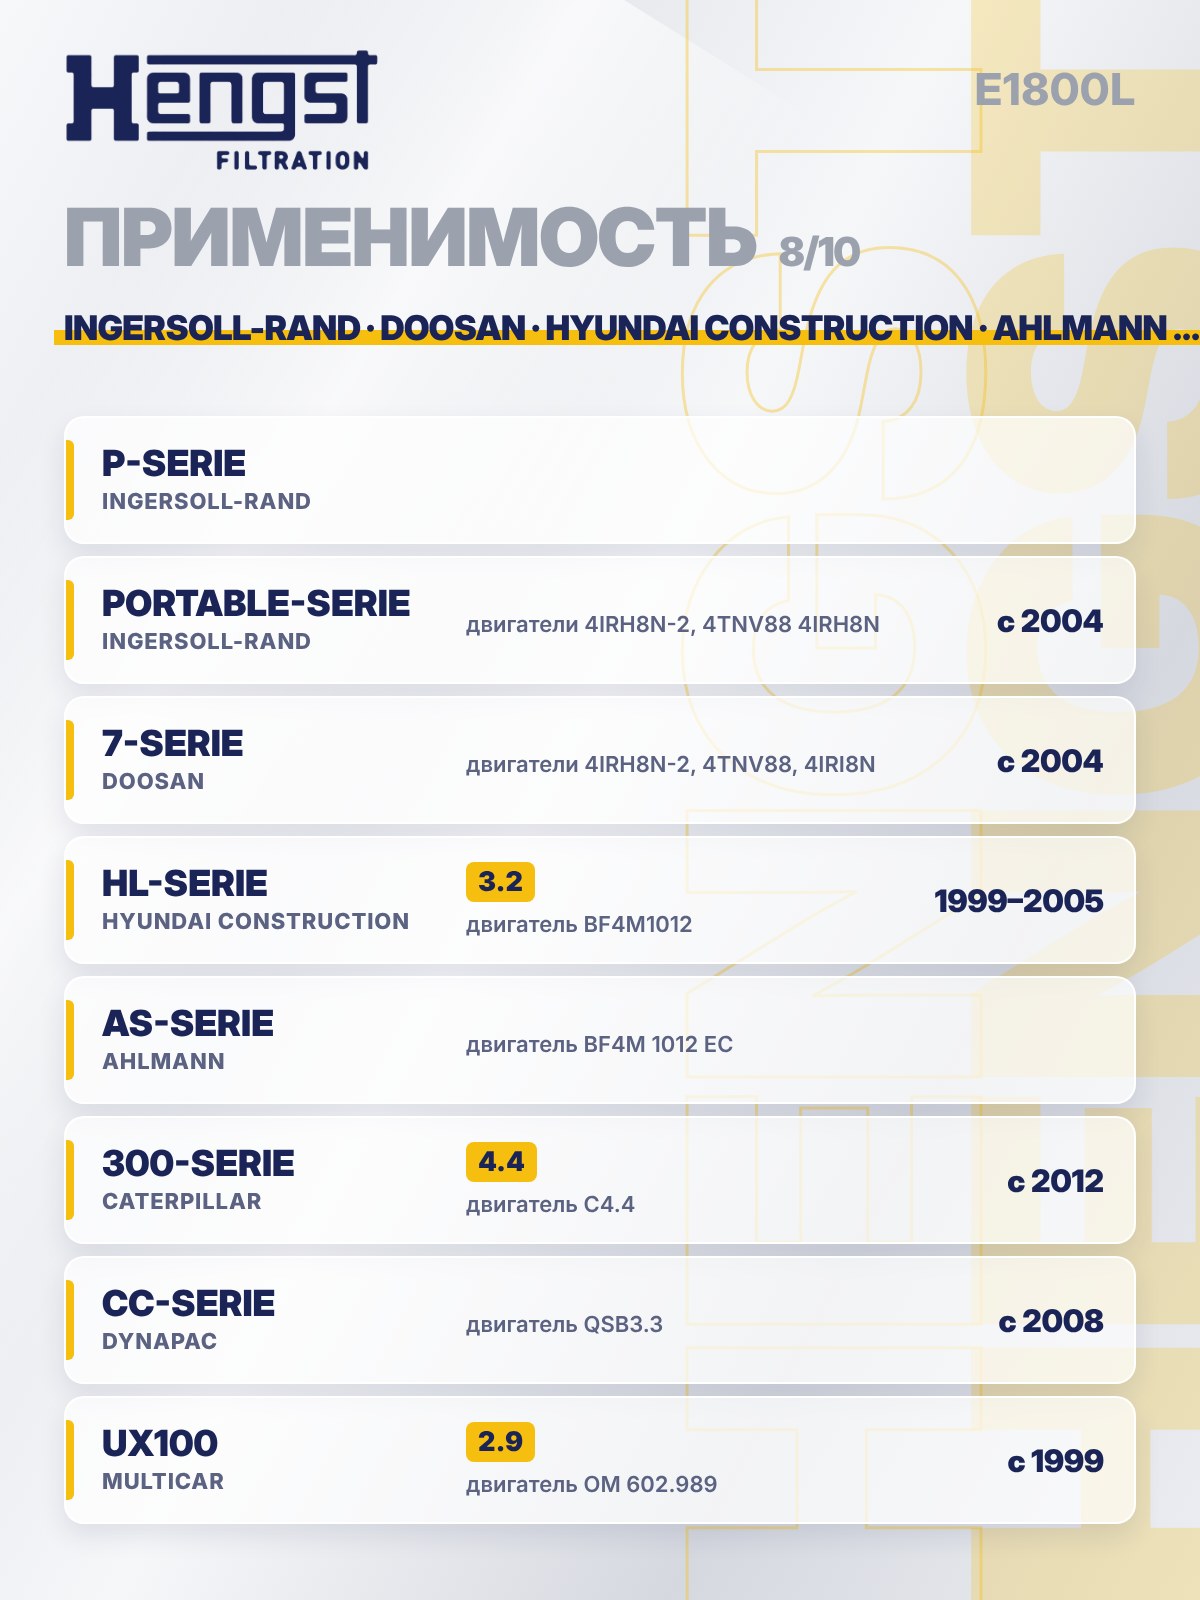 Hengst
FILTRATION
E1800L
ПРИМЕНИМОСТЬ 8/10
INGERSOLL-RAND · DOOSAN · HYUNDAI CONSTRUCTION · AHLMANN ...
P-SERIE
INGERSOLL-RAND
PORTABLE-SERIE
INGERSOLL-RAND
двигатели 4IRH8N-2, 4TNV88 4IRH8N
с 2004
7-SERIE
DOOSAN
двигатели 4IRH8N-2, 4TNV88, 4IRI8N
с 2004
HL-SERIE
HYUNDAI CONSTRUCTION
3.2
двигатель BF4M1012
1999–2005
AS-SERIE
AHLMANN
двигатель BF4M 1012 EC
300-SERIE
CATERPILLAR
4.4
двигатель C4.4
с 2012
CC-SERIE
DYNAPAC
двигатель QSB3.3
с 2008
UX100
MULTICAR
2.9
двигатель OM 602.989
с 1999
HENGST